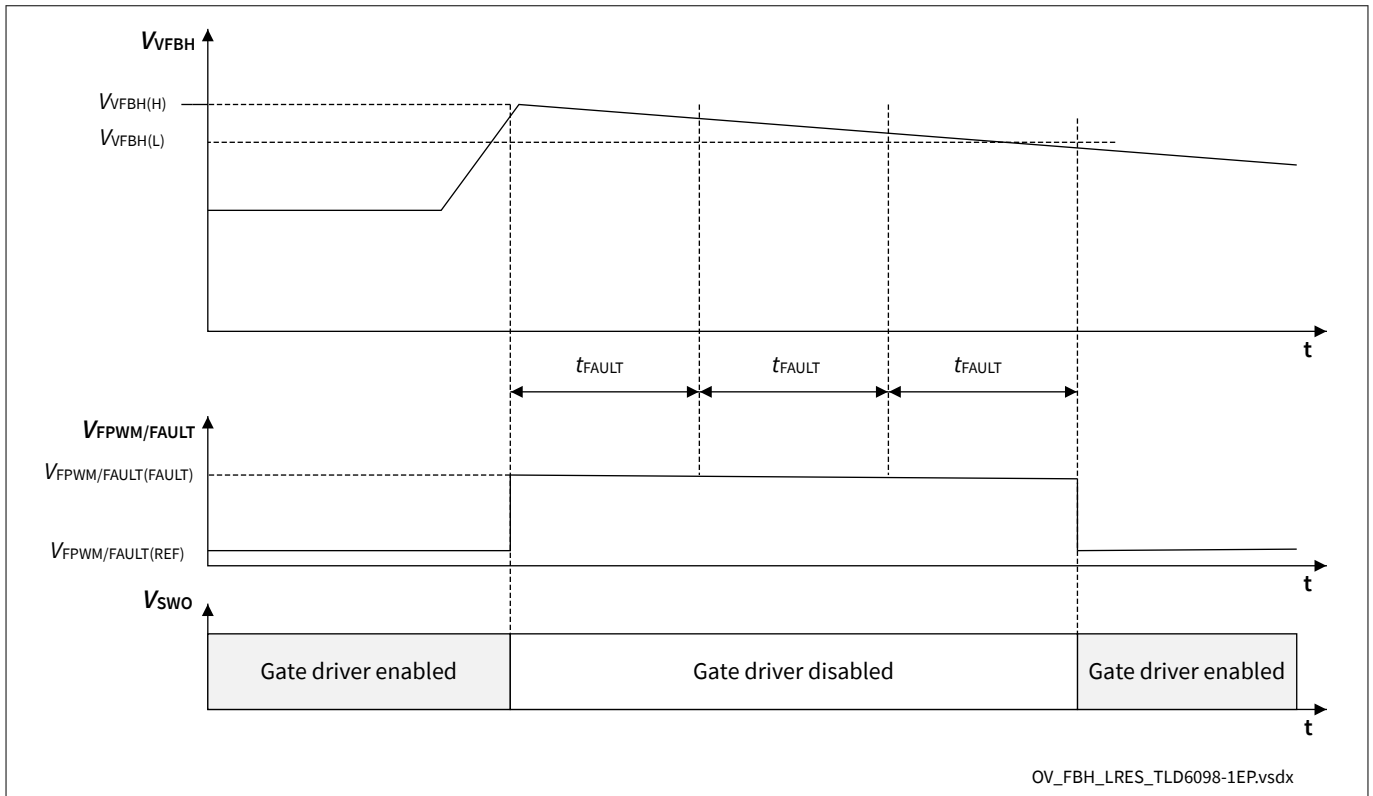 VVFBH
VVFBH(H)
VVFBH(L)
t
tFAULT tFAULT tFAULT
VFPWM/FAULT
VFPWM/FAULT(FAULT)
VFPWM/FAULT(REF)
t
VSWO
Gate driver enabled Gate driver disabled Gate driver enabled
t
OV_FBH_LRES_TLD6098-1EP.vsdx